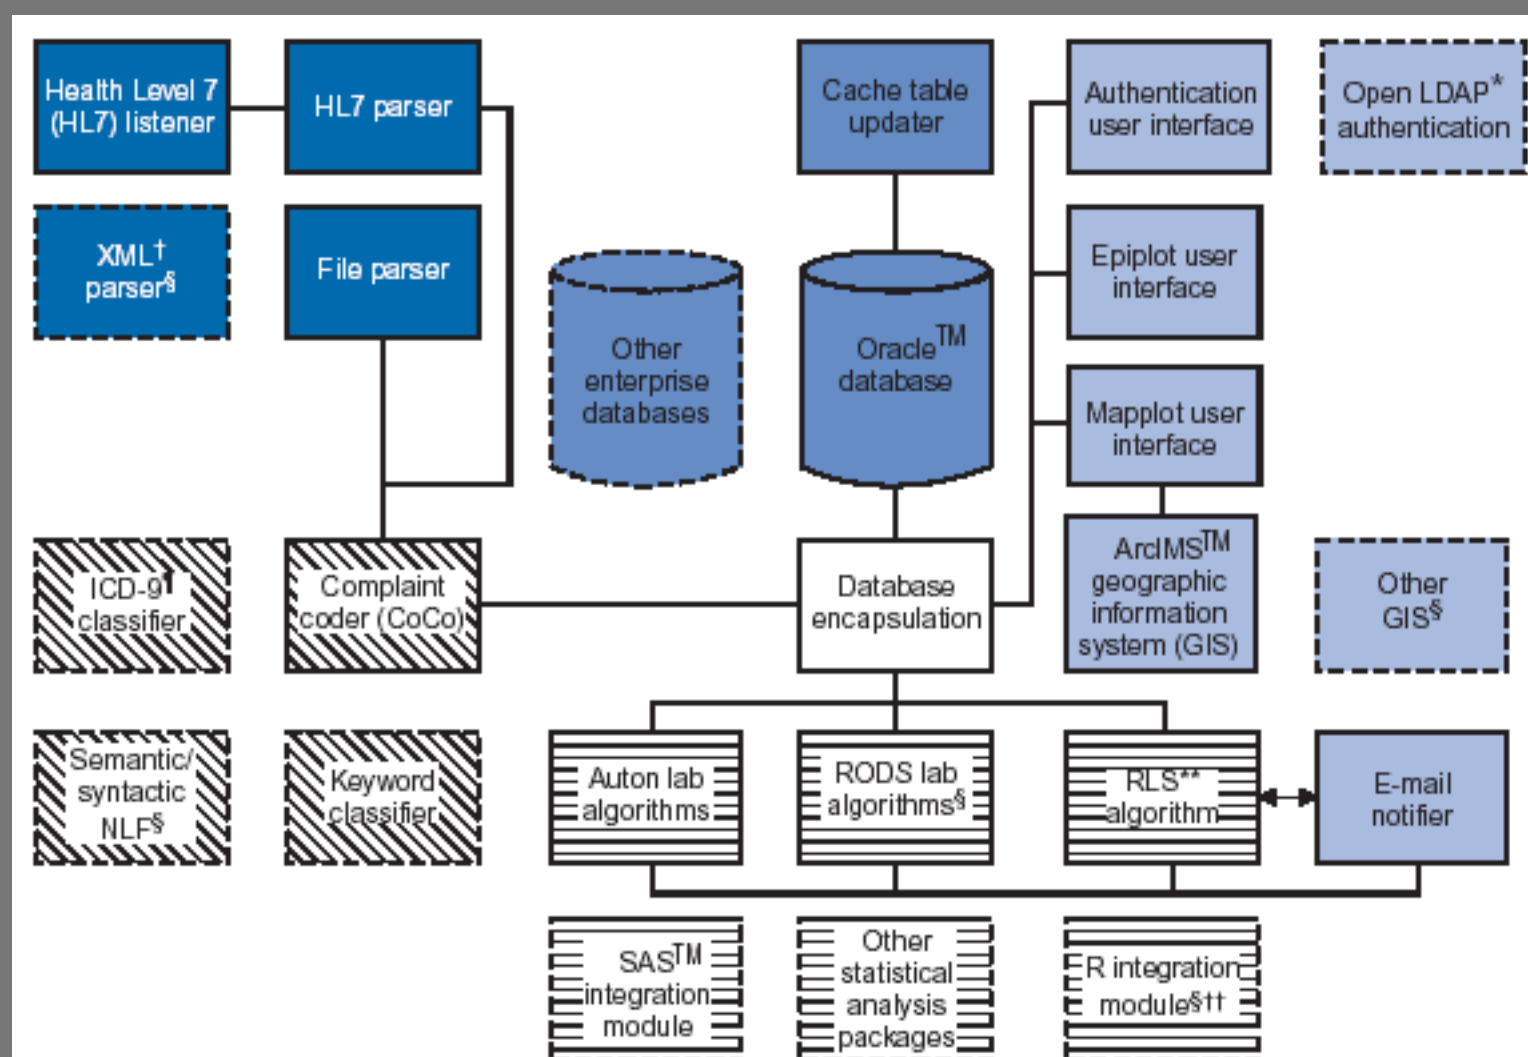 Health Level 7
(HL7) listener
HL7 parser
Cache table
updater
Authentication
user interface
Open LDAP*
authentication
XML†
parser§
File parser
Epiplot user
interface
Other
enterprise
databases
Oracle™
database
Mapplot user
interface
ICD-9¶
classifier
Complaint
coder (CoCo)
Database
encapsulation
ArcIMS™
geographic
information
system (GIS)
Other
GIS§
Semantic/
syntactic
NLF§
Keyword
classifier
Auton lab
algorithms
RODS lab
algorithms§
RLS**
algorithm
E-mail
notifier
SAS™
integration
module
Other
statistical
analysis
packages
R integration
module§††